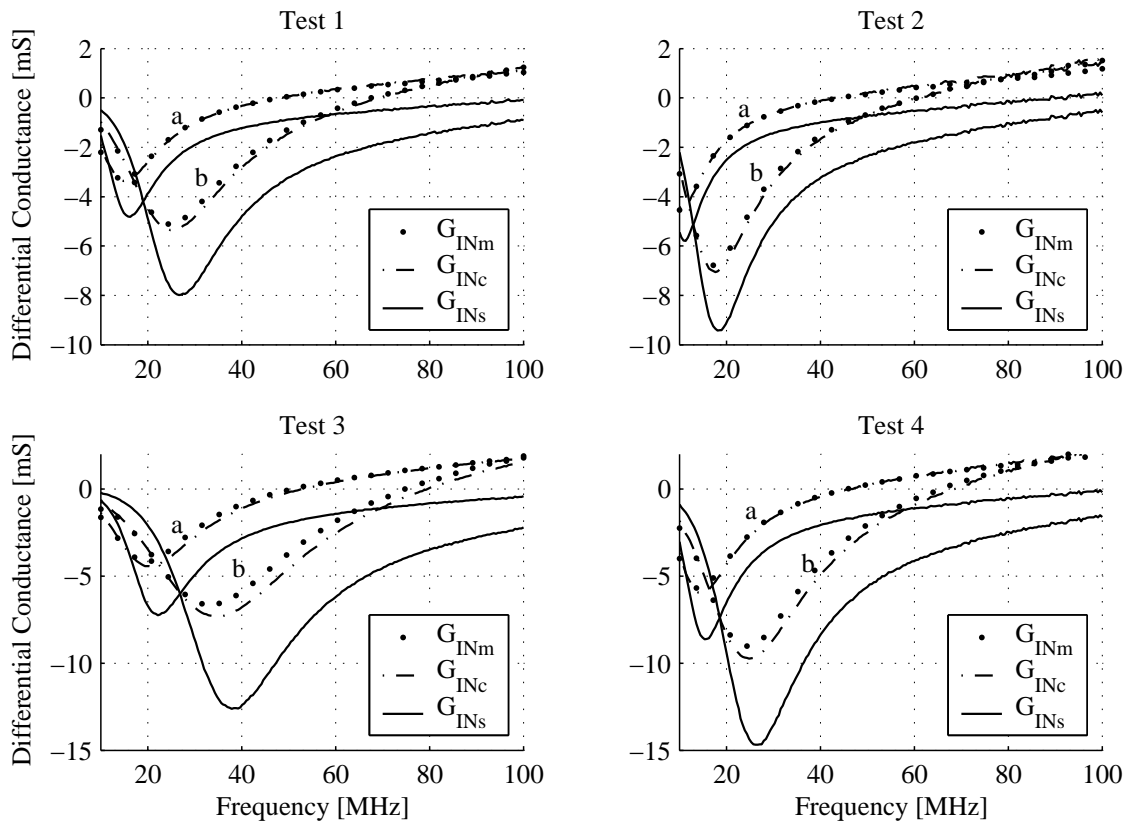 Test 1
Differential Conductance [mS]
2
0
−2
−4
−6
−8
−10
a
b
G_INm
G_INc
G_INs
20
40
60
80
100
Test 2
2
0
−2
−4
−6
−8
−10
a
b
G_INm
G_INc
G_INs
20
40
60
80
100
Test 3
Differential Conductance [mS]
0
−5
−10
−15
a
b
G_INm
G_INc
G_INs
20
40
60
80
100
Frequency [MHz]
Test 4
0
−5
−10
−15
a
b
G_INm
G_INc
G_INs
20
40
60
80
100
Frequency [MHz]